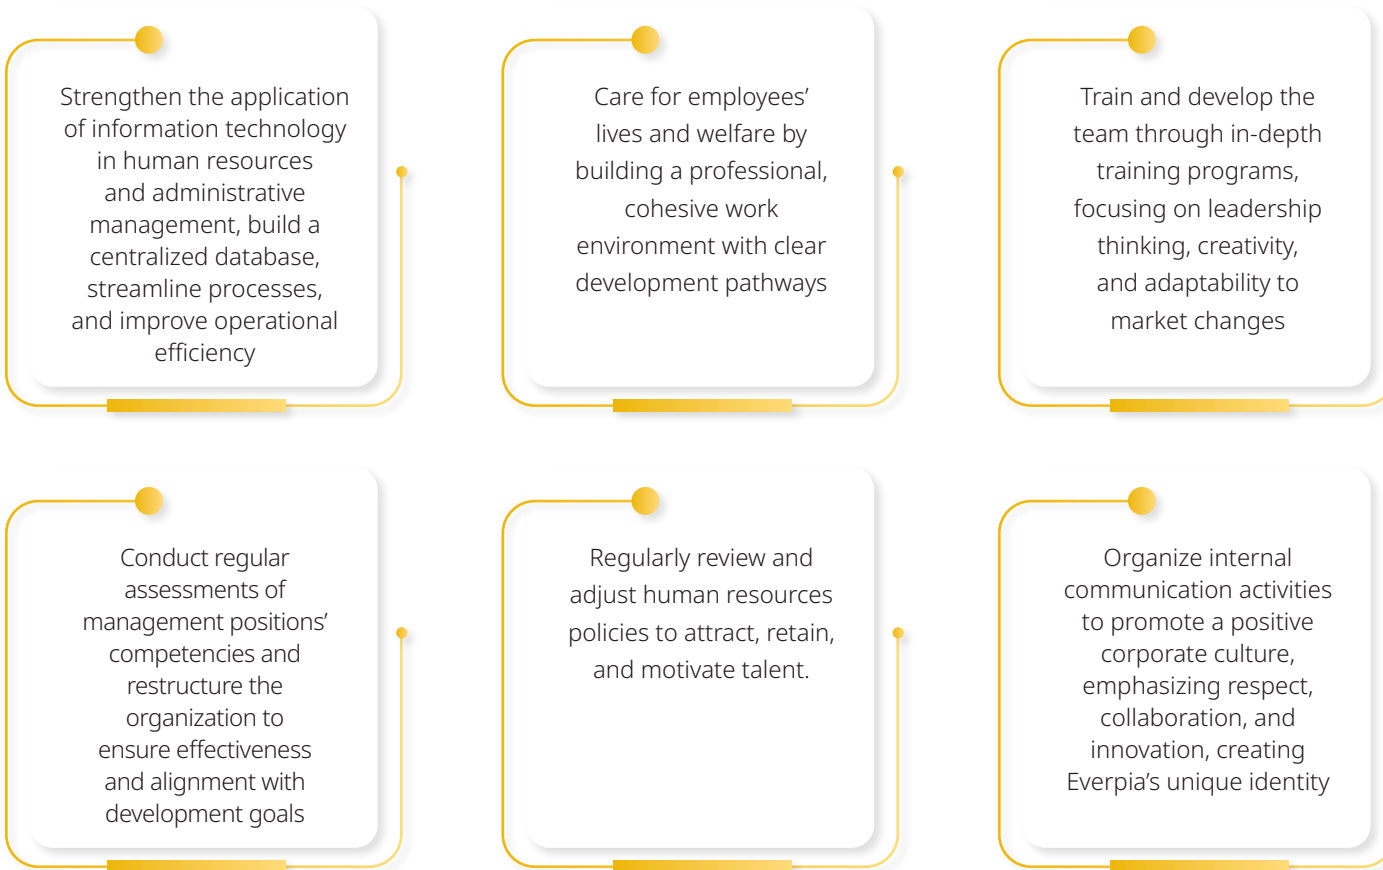 Strengthen the application
of information technology
in human resources
and administrative
management, build a
centralized database,
streamline processes,
and improve operational
efficiency
Care for employees’
lives and welfare by
building a professional,
cohesive work
environment with clear
development pathways
Train and develop the
team through in-depth
training programs,
focusing on leadership
thinking, creativity,
and adaptability to
market changes
Conduct regular
assessments of
management positions’
competencies and
restructure the
organization to
ensure effectiveness
and alignment with
development goals
Regularly review and
adjust human resources
policies to attract, retain,
and motivate talent.
Organize internal
communication activities
to promote a positive
corporate culture,
emphasizing respect,
collaboration, and
innovation, creating
Everpia’s unique identity